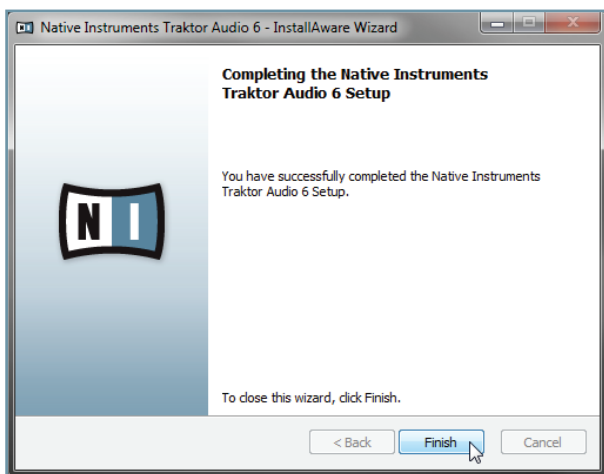 Native Instruments Traktor Audio 6 - InstallAware Wizard
Completing the Native Instruments
Traktor Audio 6 Setup
You have successfully completed the Native Instruments
Traktor Audio 6 Setup.
NI
To close this wizard, click Finish.
< Back Finish Cancel